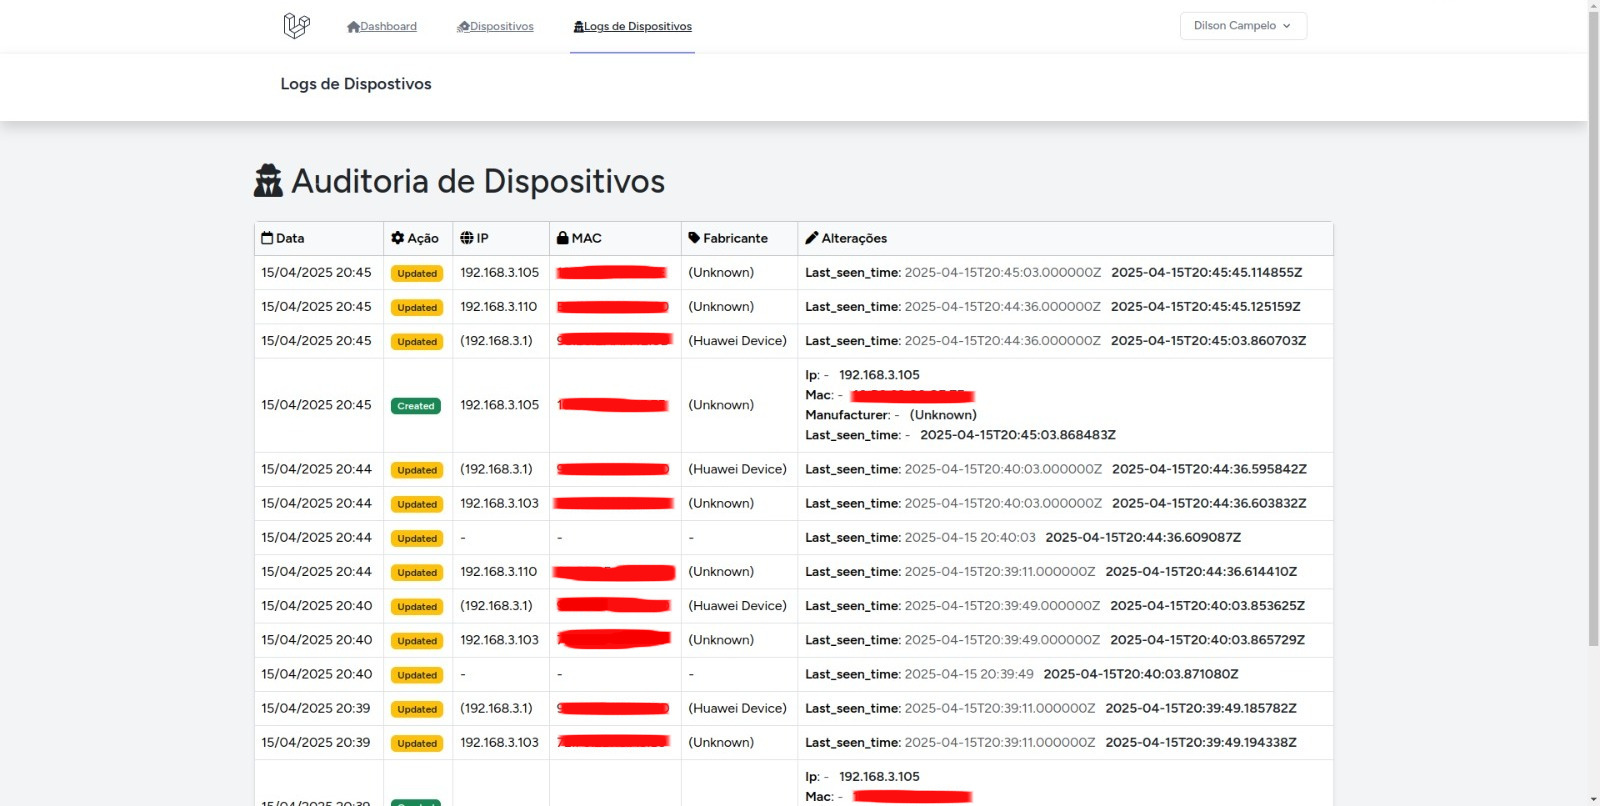 Dashboard Dispositivos Logs de Dispositivos Dilson Campelo
Logs de Dispostivos
Auditoria de Dispositivos
Data Ação IP MAC Fabricante Alterações
15/04/2025 20:45 Updated 192.168.3.105 (Unknown) Last_seen_time: 2025-04-15T20:45:03.000000Z 2025-04-15T20:45:45.114855Z
15/04/2025 20:45 Updated 192.168.3.110 (Unknown) Last_seen_time: 2025-04-15T20:44:36.000000Z 2025-04-15T20:45:45.125159Z
15/04/2025 20:45 Updated (192.168.3.1) (Huawei Device) Last_seen_time: 2025-04-15T20:44:36.000000Z 2025-04-15T20:45:03.860703Z
15/04/2025 20:45 Created 192.168.3.105 (Unknown) Ip: - 192.168.3.105
Mac: -
Manufacturer: - (Unknown)
Last_seen_time: - 2025-04-15T20:45:03.868483Z
15/04/2025 20:44 Updated (192.168.3.1) (Huawei Device) Last_seen_time: 2025-04-15T20:40:03.000000Z 2025-04-15T20:44:36.595842Z
15/04/2025 20:44 Updated 192.168.3.103 (Unknown) Last_seen_time: 2025-04-15T20:40:03.000000Z 2025-04-15T20:44:36.603832Z
15/04/2025 20:44 Updated - - - Last_seen_time: 2025-04-15 20:40:03 2025-04-15T20:44:36.609087Z
15/04/2025 20:44 Updated 192.168.3.110 (Unknown) Last_seen_time: 2025-04-15T20:39:11.000000Z 2025-04-15T20:44:36.614410Z
15/04/2025 20:40 Updated (192.168.3.1) (Huawei Device) Last_seen_time: 2025-04-15T20:39:49.000000Z 2025-04-15T20:40:03.853625Z
15/04/2025 20:40 Updated 192.168.3.103 (Unknown) Last_seen_time: 2025-04-15T20:39:49.000000Z 2025-04-15T20:40:03.865729Z
15/04/2025 20:40 Updated - - - Last_seen_time: 2025-04-15 20:39:49 2025-04-15T20:40:03.871080Z
15/04/2025 20:39 Updated (192.168.3.1) (Huawei Device) Last_seen_time: 2025-04-15T20:39:11.000000Z 2025-04-15T20:39:49.185782Z
15/04/2025 20:39 Updated 192.168.3.103 (Unknown) Last_seen_time: 2025-04-15T20:39:11.000000Z 2025-04-15T20:39:49.194338Z
Ip: - 192.168.3.105
Mac: -
15/04/2025 20:39